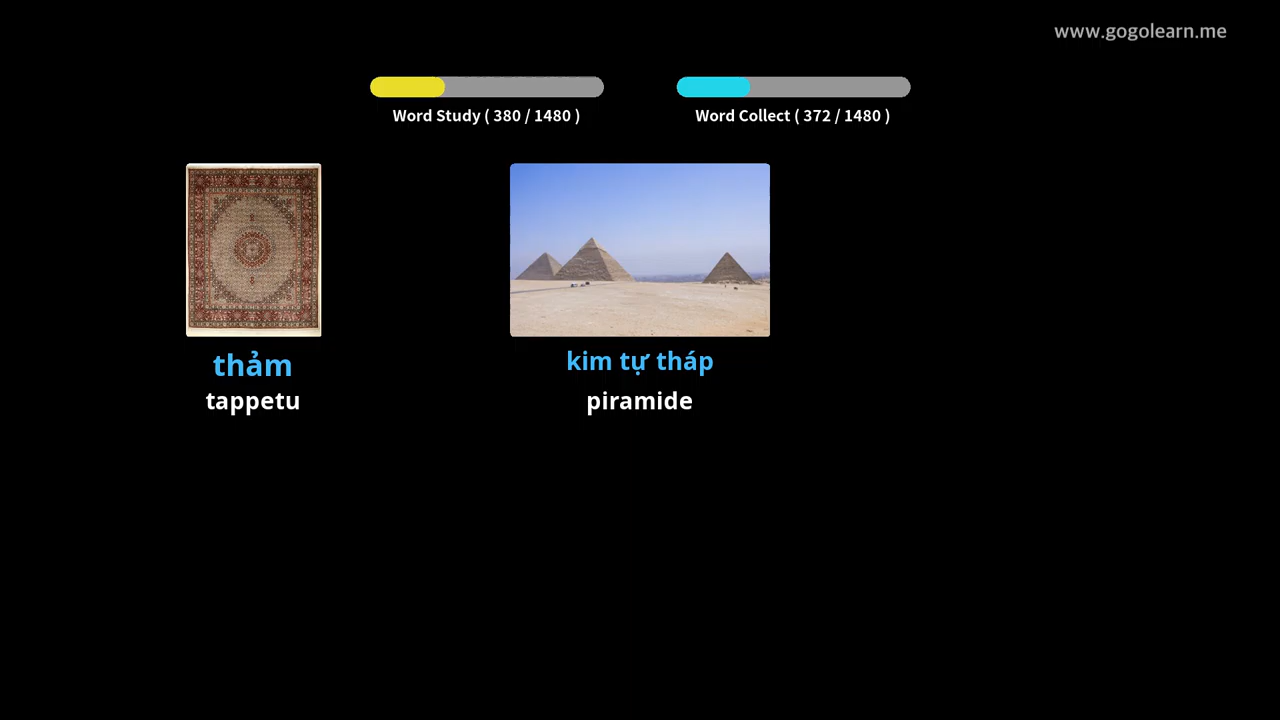 www.gogolearn.me
Word Study ( 380 / 1480 )
Word Collect ( 372 / 1480 )
thảm
tappetu
kim tự tháp
piramide